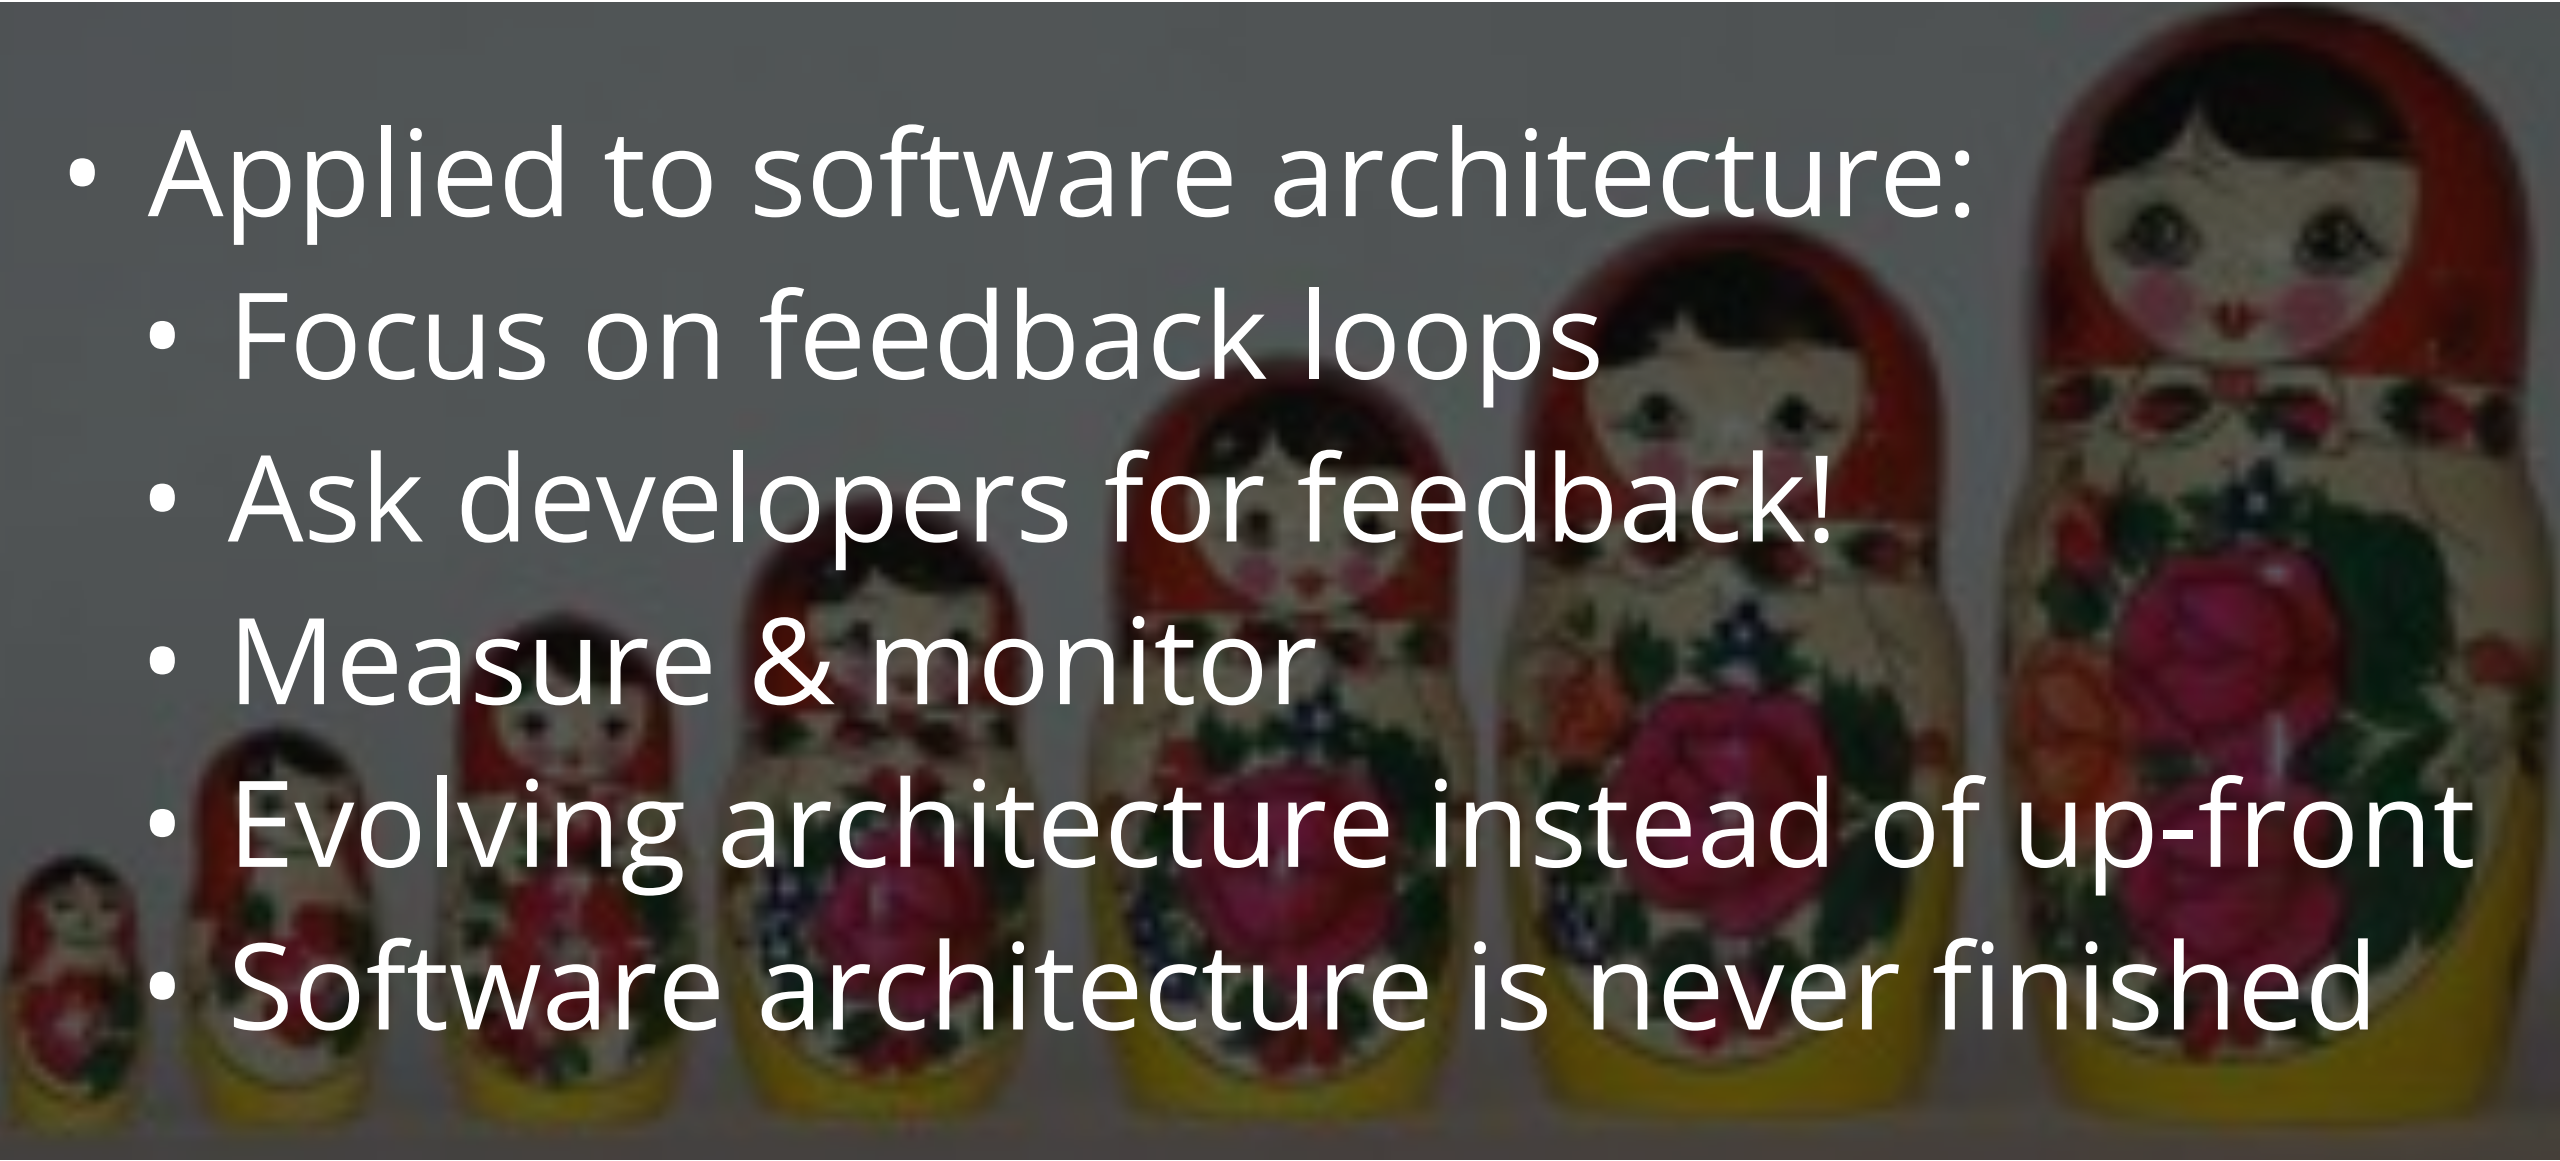 • Applied to software architecture:
• Focus on feedback loops
• Ask developers for feedback!
• Measure & monitor
• Evolving architecture instead of up-front
• Software architecture is never finished